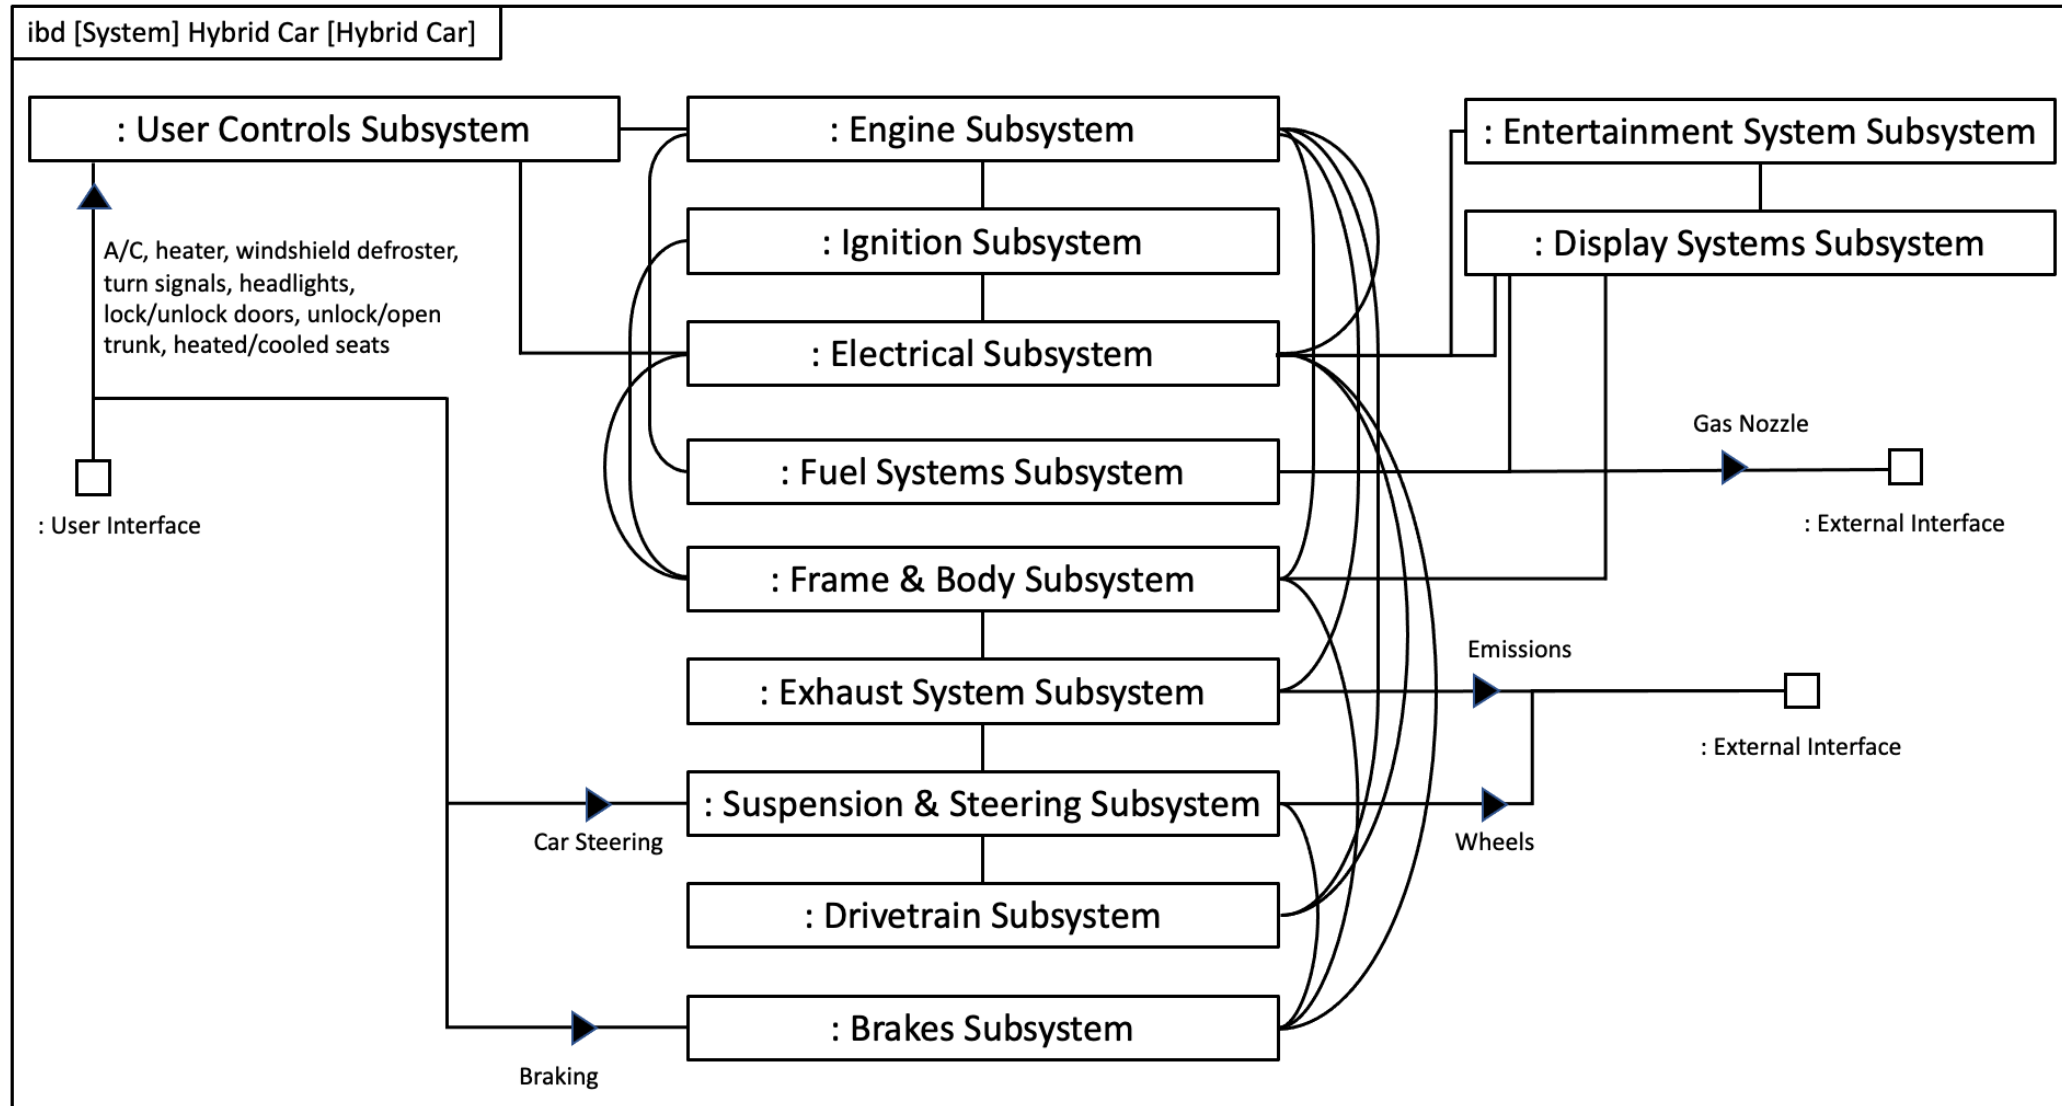 ibd [System] Hybrid Car [Hybrid Car]
: User Controls Subsystem
: Engine Subsystem
: Entertainment System Subsystem
: Ignition Subsystem
: Display Systems Subsystem
A/C, heater, windshield defroster,
turn signals, headlights,
lock/unlock doors, unlock/open
trunk, heated/cooled seats
: Electrical Subsystem
Gas Nozzle
: Fuel Systems Subsystem
: User Interface
: External Interface
: Frame & Body Subsystem
Emissions
: Exhaust System Subsystem
: External Interface
: Suspension & Steering Subsystem
Car Steering
Wheels
: Drivetrain Subsystem
: Brakes Subsystem
Braking